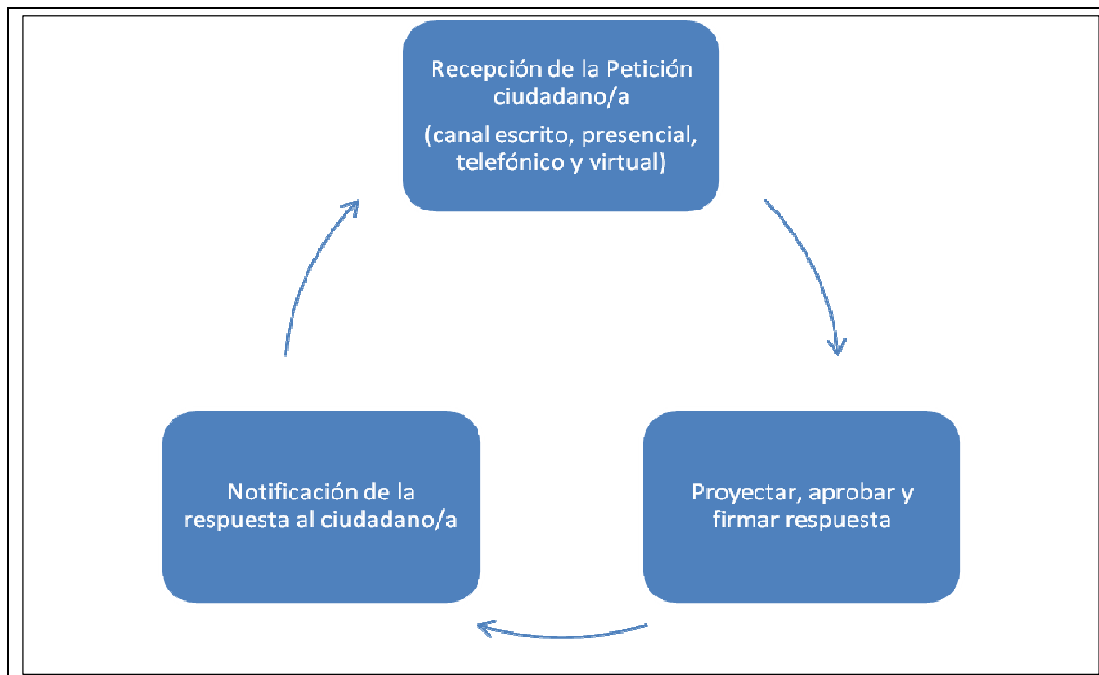 Recepción de la Petición
ciudadano/a
(canal escrito, presencial,
telefónico y virtual)
Proyectar, aprobar y
firmar respuesta
Notificación de la
respuesta al ciudadano/a